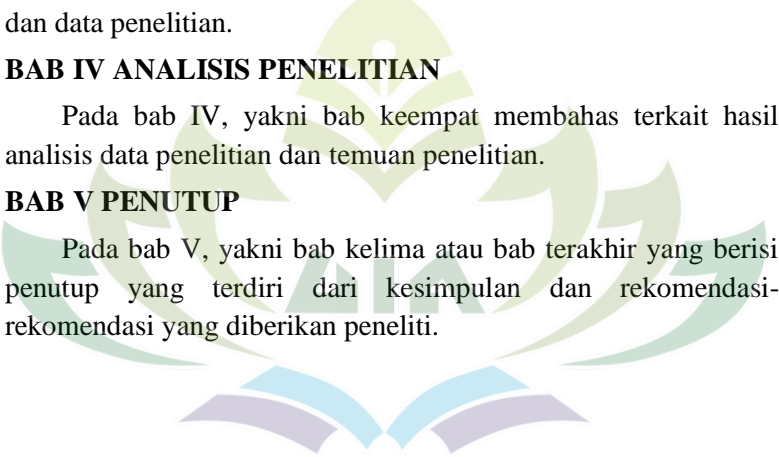 dan data penelitian.
BAB IV ANALISIS PENELITIAN
Pada bab IV, yakni bab keempat membahas terkait hasil
analisis data penelitian dan temuan penelitian.
BAB V PENUTUP
Pada bab V, yakni bab kelima atau bab terakhir yang berisi
penutup yang terdiri dari kesimpulan dan rekomendasi-
rekomendasi yang diberikan peneliti.